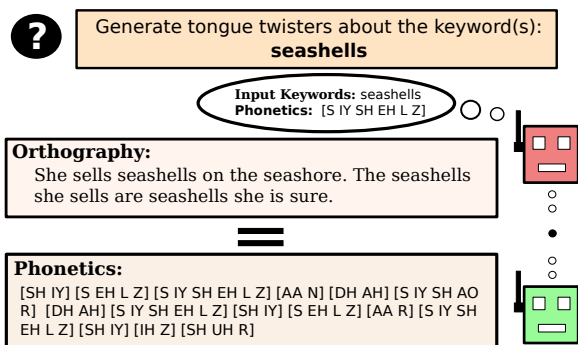 ?
Generate tongue twisters about the keyword(s):
seashells
Input Keywords: seashells
Phonetics: [S IY SH EH L Z]
Orthography:
She sells seashells on the seashore. The seashells
she sells are seashells she is sure.
=
Phonetics:
[SH IY] [S EH L Z] [S IY SH EH L Z] [AA N] [DH AH] [S IY SH AO
R] [DH AH] [S IY SH EH L Z] [SH IY] [S EH L Z] [AA R] [S IY SH
EH L Z] [SH IY] [IH Z] [SH UH R]